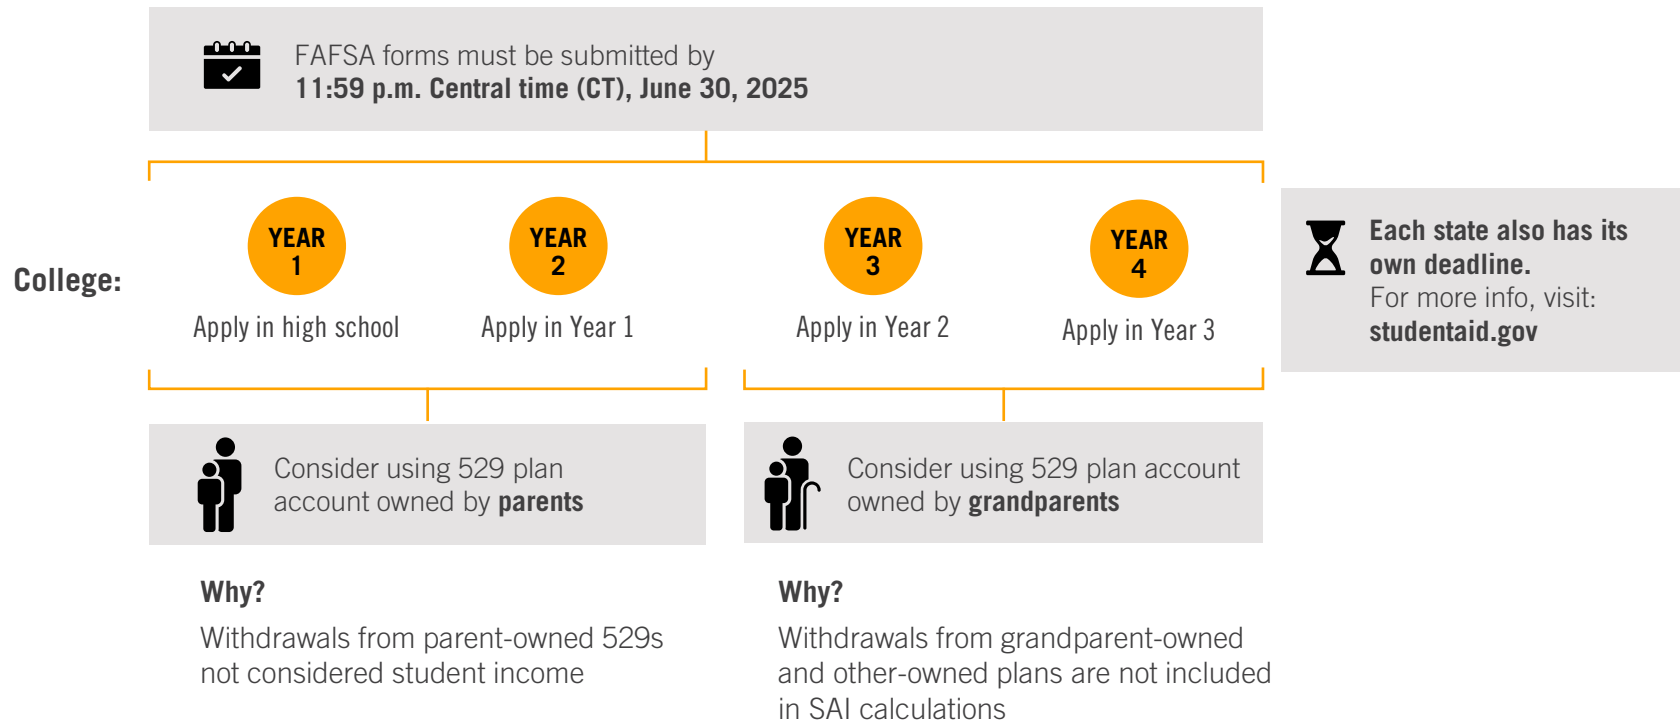 FAFSA forms must be submitted by
11:59 p.m. Central time (CT), June 30, 2025
College:
YEAR
1
Apply in high school
YEAR
2
Apply in Year 1
YEAR
3
Apply in Year 2
YEAR
4
Apply in Year 3
Each state also has its
own deadline.
For more info, visit:
studentaid.gov
Consider using 529 plan
account owned by parents
Why?
Withdrawals from parent-owned 529s
not considered student income
Consider using 529 plan account
owned by grandparents
Why?
Withdrawals from grandparent-owned
and other-owned plans are not included
in SAI calculations